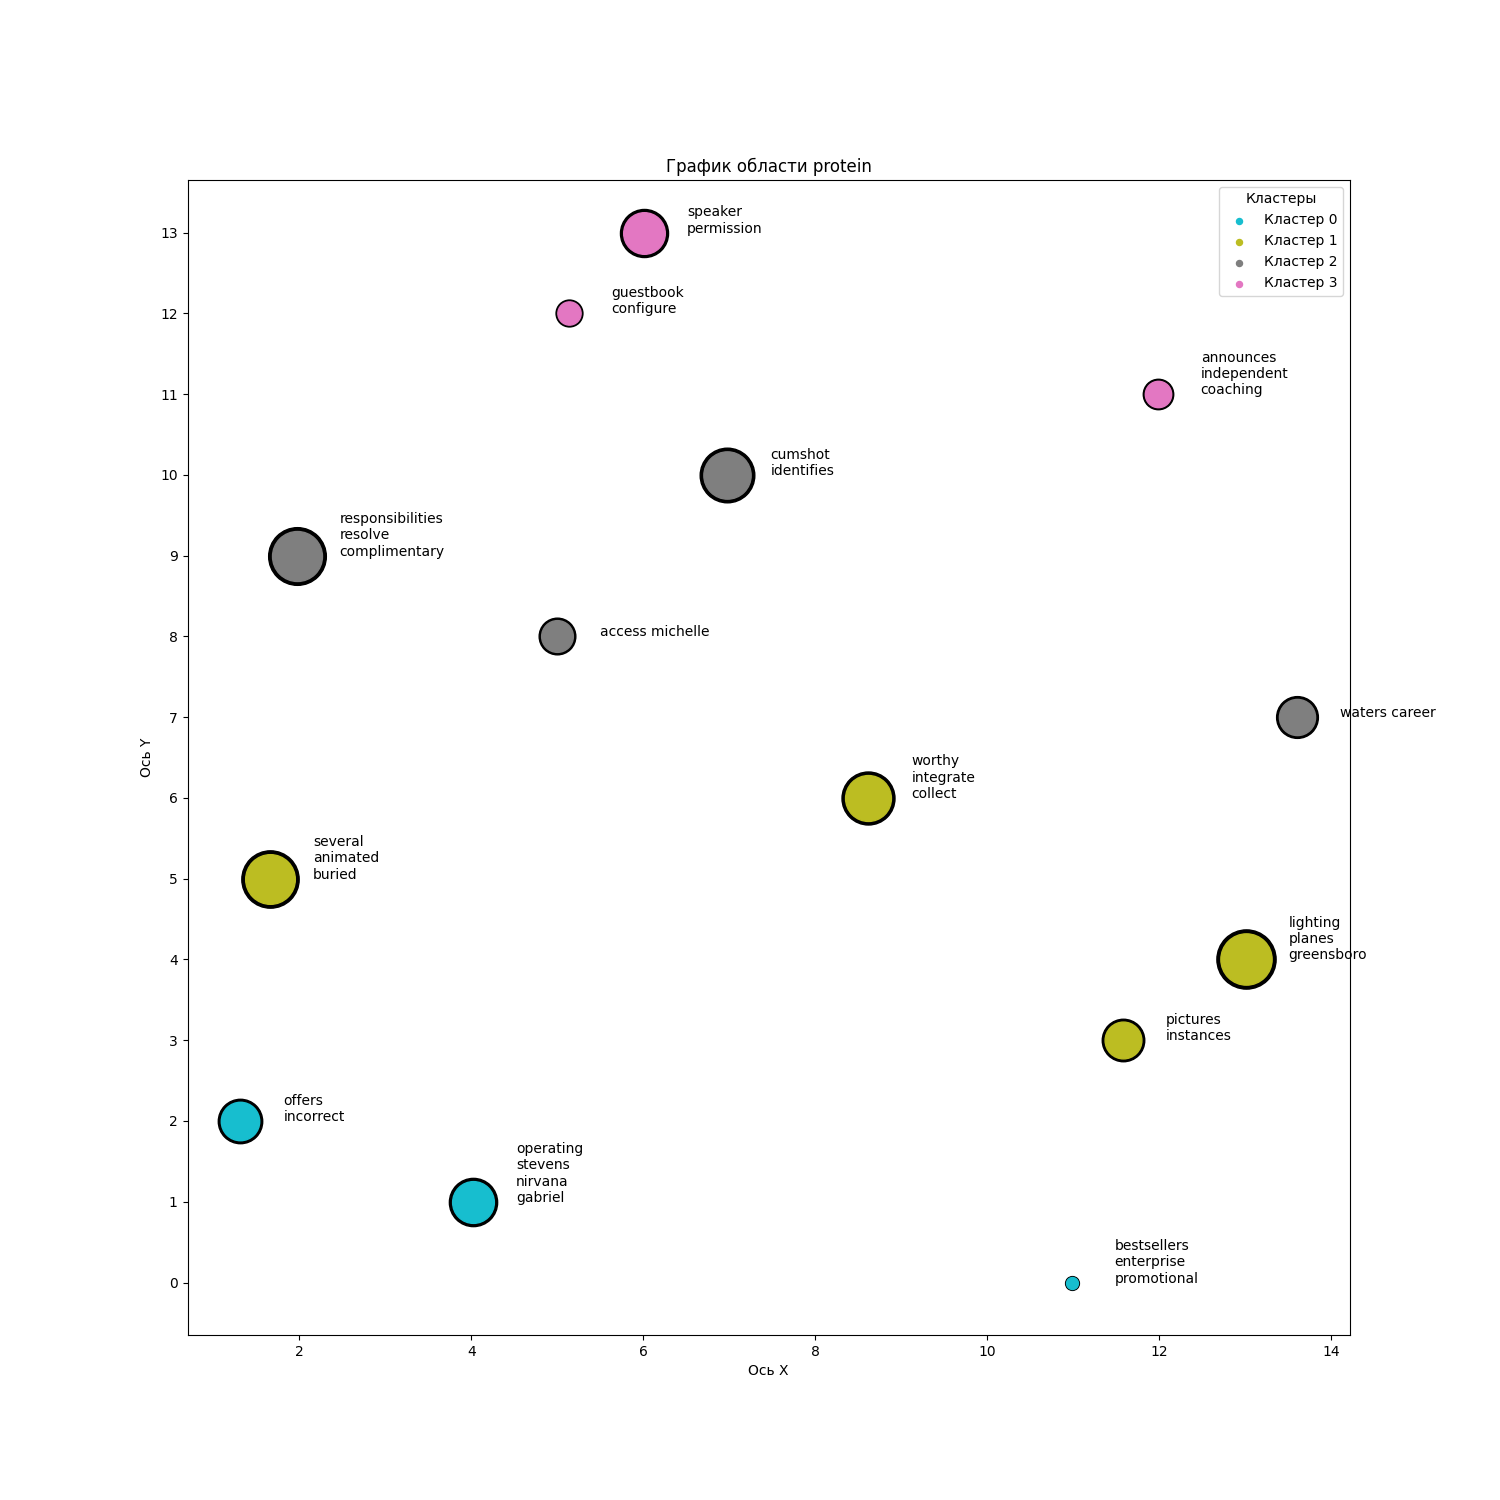 График области protein
Кластеры
Кластер 0
Кластер 1
Кластер 2
Кластер 3
speaker
permission
guestbook
configure
announces
independent
coaching
cumshot
identifies
responsibilities
resolve
complimentary
access michelle
waters career
worthy
integrate
collect
several
animated
buried
lighting
planes
greensboro
pictures
instances
offers
incorrect
operating
stevens
nirvana
gabriel
bestsellers
enterprise
promotional
13
12
11
10
9
8
7
6
5
4
3
2
1
0
Ось Y
2
4
6
8
10
12
14
Ось X